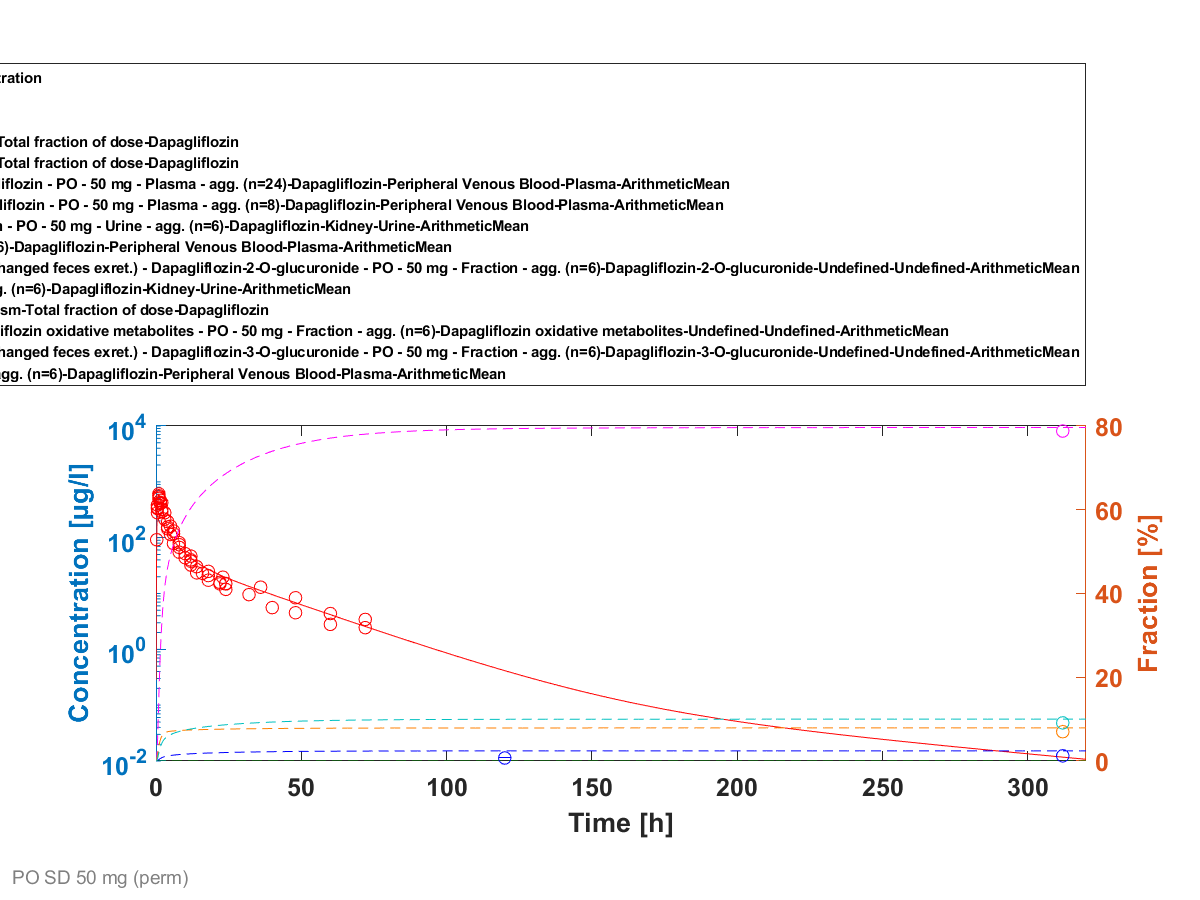 Total fraction of dose-Dapagliflozin
Total fraction of dose-Dapagliflozin
- PO - 50 mg - Plasma - agg. (n=24)-Dapagliflozin-Peripheral Venous Blood-Plasma-ArithmeticMean
- PO - 50 mg - Plasma - agg. (n=8)-Dapagliflozin-Peripheral Venous Blood-Plasma-ArithmeticMean
- PO - 50 mg - Urine - agg. (n=6)-Dapagliflozin-Kidney-Urine-ArithmeticMean
6)-Dapagliflozin-Peripheral Venous Blood-Plasma-ArithmeticMean
feces exret.) - Dapagliflozin-2-O-glucuronide - PO - 50 mg - Fraction - agg. (n=6)-Dapagliflozin-2-O-glucuronide-Undefined-Undefined-ArithmeticMean
(n=6)-Dapagliflozin-Kidney-Urine-ArithmeticMean
sm-Total fraction of dose-Dapagliflozin
oxidative metabolites - PO - 50 mg - Fraction - agg. (n=6)-Dapagliflozin oxidative metabolites-Undefined-Undefined-ArithmeticMean
feces exret.) - Dapagliflozin-3-O-glucuronide - PO - 50 mg - Fraction - agg. (n=6)-Dapagliflozin-3-O-glucuronide-Undefined-Undefined-ArithmeticMean
agg. (n=6)-Dapagliflozin-Peripheral Venous Blood-Plasma-ArithmeticMean
10^4
10^2
10^0
10^-2
Concentration [µg/l]
80
60
40
20
0
Fraction [%]
0 50 100 150 200 250 300
Time [h]
PO SD 50 mg (perm)